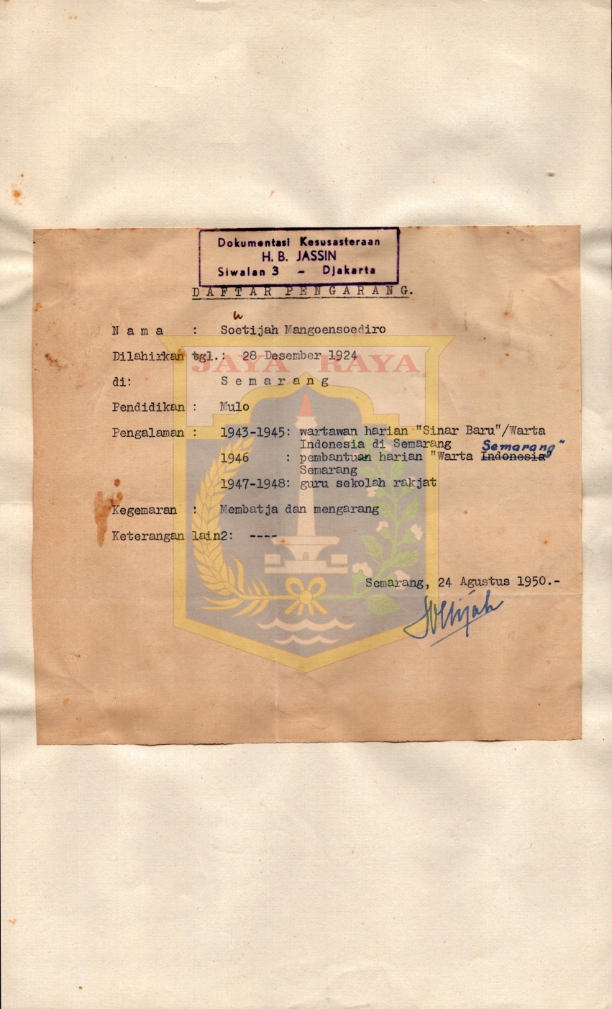 Dokumentasi Kesusasteraan
H. B. JASSIN
Siwalan 3 – Djakarta
DAFTAR PENGARANG.
u
Nama : Soetijah Mangoensoediro
JAYA RAYA
Dilahirkan tgl.: 28 Desember 1924
di: Semarang
Pendidikan : Mulo
Pengalaman : 1943-1945: wartawan harian "Sinar Baru"/Warta
Indonesia di Semarang
Semarang"
1946 : pembantuan harian "Warta Indonesia"
Semarang
1947-1948: guru sekolah rakjat
Kegemaran : Membatja dan mengarang
Keterangan lain2: ----
Semarang, 24 Agustus 1950.-
Soetijah